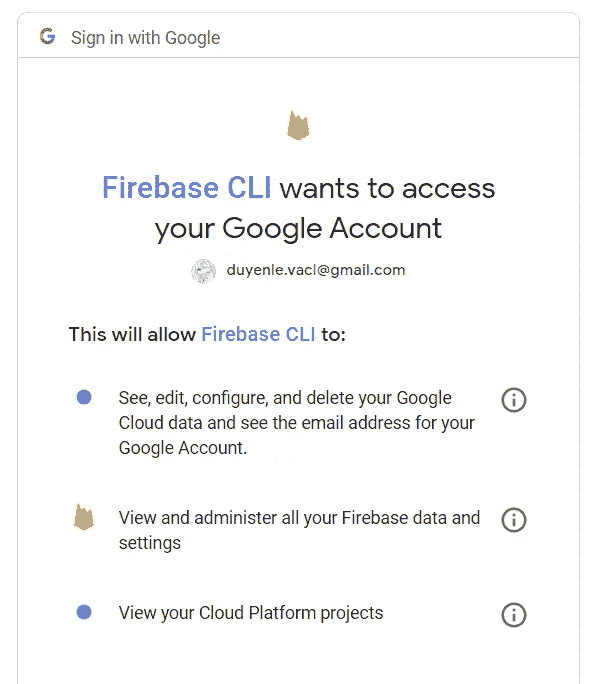 Sign in with Google
Firebase CLI wants to access
your Google Account
duyenle.vacl@gmail.com
This will allow Firebase CLI to:
See, edit, configure, and delete your Google
Cloud data and see the email address for your
Google Account.
View and administer all your Firebase data and
settings
View your Cloud Platform projects